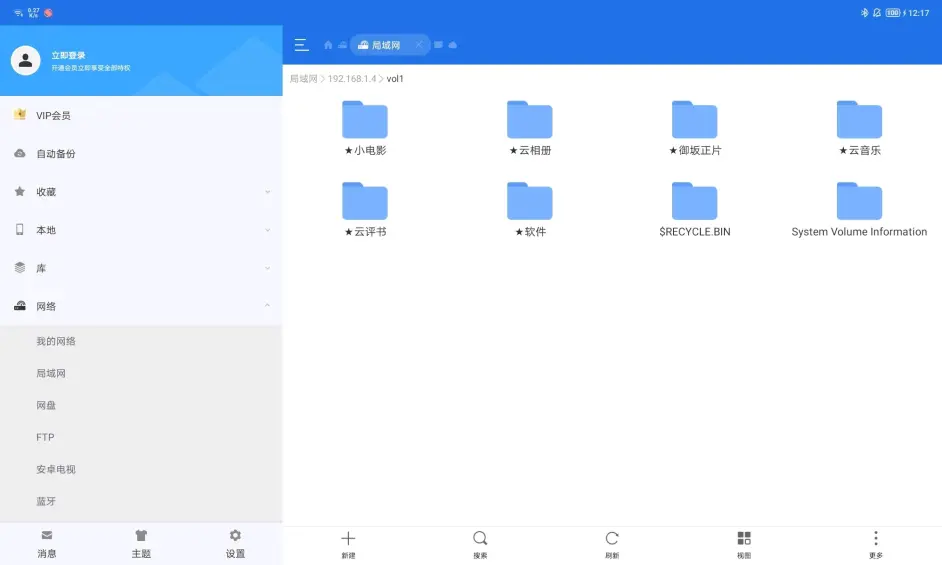 5.27
K/s
100
12:17
立即登录
开通会员立即享受全部特权
局域网
局域网 > 192.168.1.4 > vol1
VIP会员
自动备份
收藏
本地
库
网络
我的网络
局域网
网盘
FTP
安卓电视
蓝牙
消息 主题 设置
★小电影 ★云相册 ★御坂正片 ★云音乐
★云评书 ★软件 $RECYCLE.BIN System Volume Information
新建 搜索 刷新 视图 更多